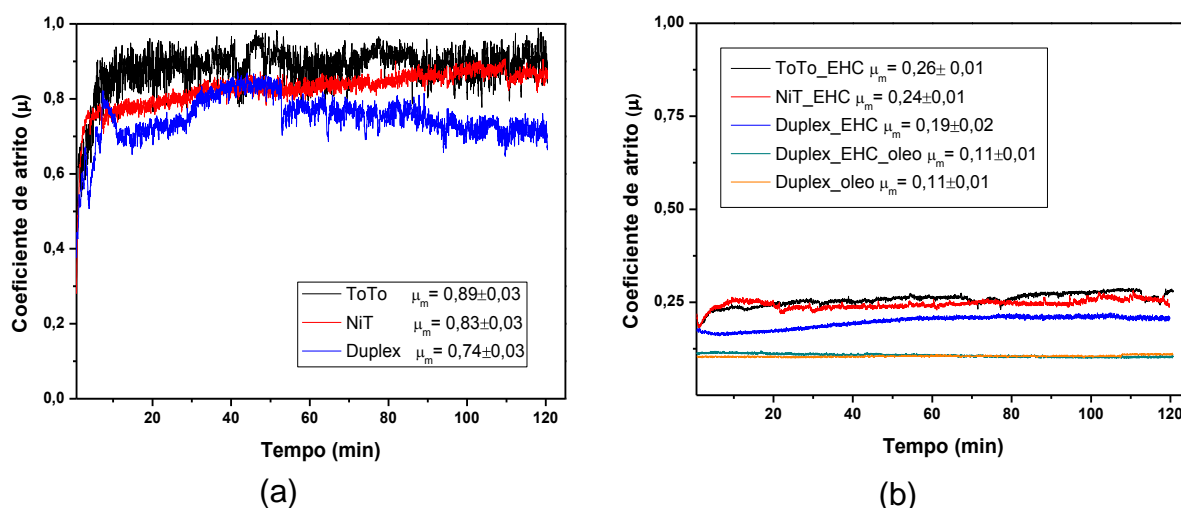 (a)
1,0
0,8
0,6
0,4
0,2
0,0
Coeficiente de atrito (μ)
ToTo μm= 0,89±0,03
NiT μm= 0,83±0,03
Duplex μm= 0,74±0,03
20 40 60 80 100 120
Tempo (min)
(a)
(b)
1,00
0,75
0,50
0,25
Coeficiente de atrito (μ)
ToTo_EHC μm= 0,26± 0,01
NiT_EHC μm= 0,24±0,01
Duplex_EHC μm= 0,19±0,02
Duplex_EHC_oleo μm= 0,11±0,01
Duplex_oleo μm= 0,11±0,01
20 40 60 80 100 120
Tempo (min)
(b)